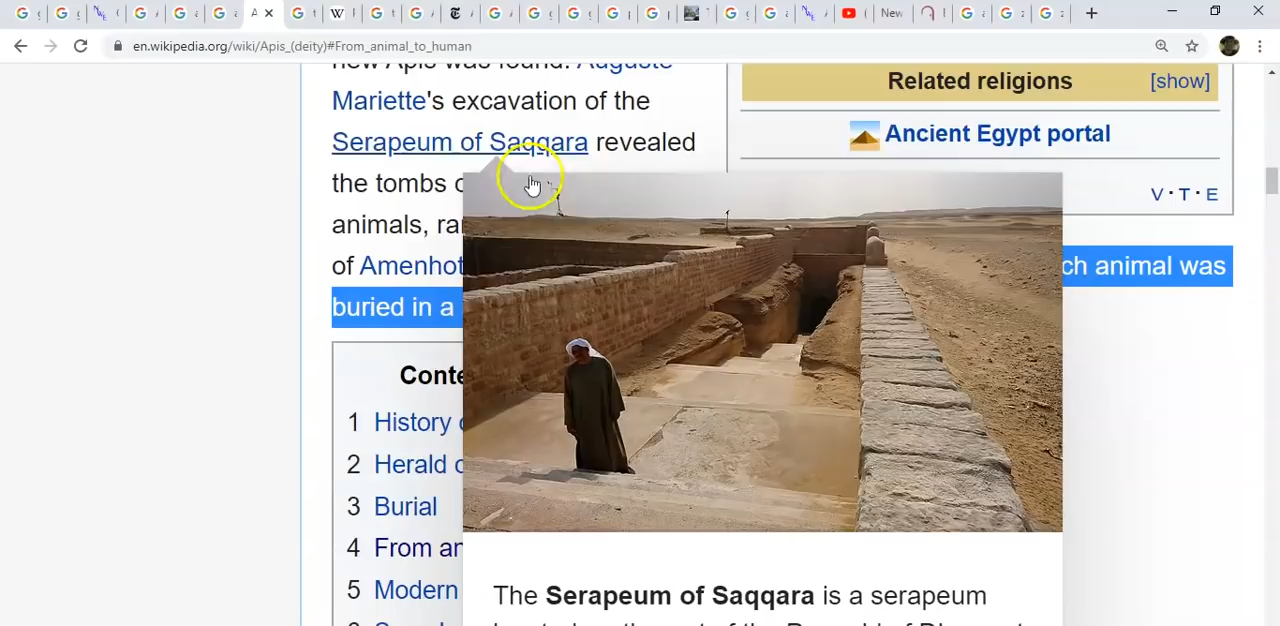 en.wikipedia.org/wiki/Apis_(deity)#From_animal_to_human
new Apis was found. Auguste
Mariette's excavation of the
Serapeum of Saqqara revealed
the tombs o
animals, ra
of Amenhot
ch animal was
buried in a
Related religions [show]
Ancient Egypt portal
V · T · E
Conte
1 History o
2 Herald o
3 Burial
4 From an
5 Modern
The Serapeum of Saqqara is a serapeum
New